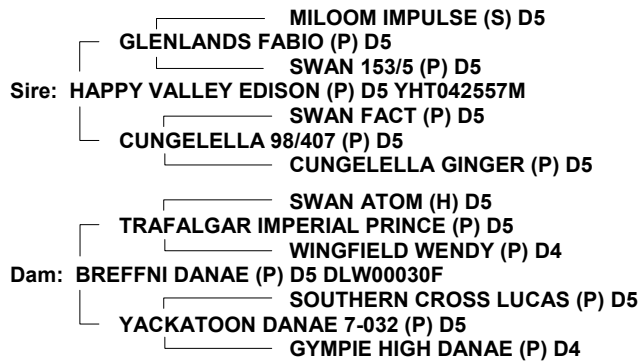 MILOOM IMPULSE (S) D5
GLENLANDS FABIO (P) D5
SWAN 153/5 (P) D5
Sire: HAPPY VALLEY EDISON (P) D5 YHT042557M
SWAN FACT (P) D5
CUNGELELLA 98/407 (P) D5
CUNGELELLA GINGER (P) D5
SWAN ATOM (H) D5
TRAFALGAR IMPERIAL PRINCE (P) D5
WINGFIELD WENDY (P) D4
Dam: BREFFNI DANAE (P) D5 DLW00030F
SOUTHERN CROSS LUCAS (P) D5
YACKATOON DANAE 7-032 (P) D5
GYMPIE HIGH DANAE (P) D4